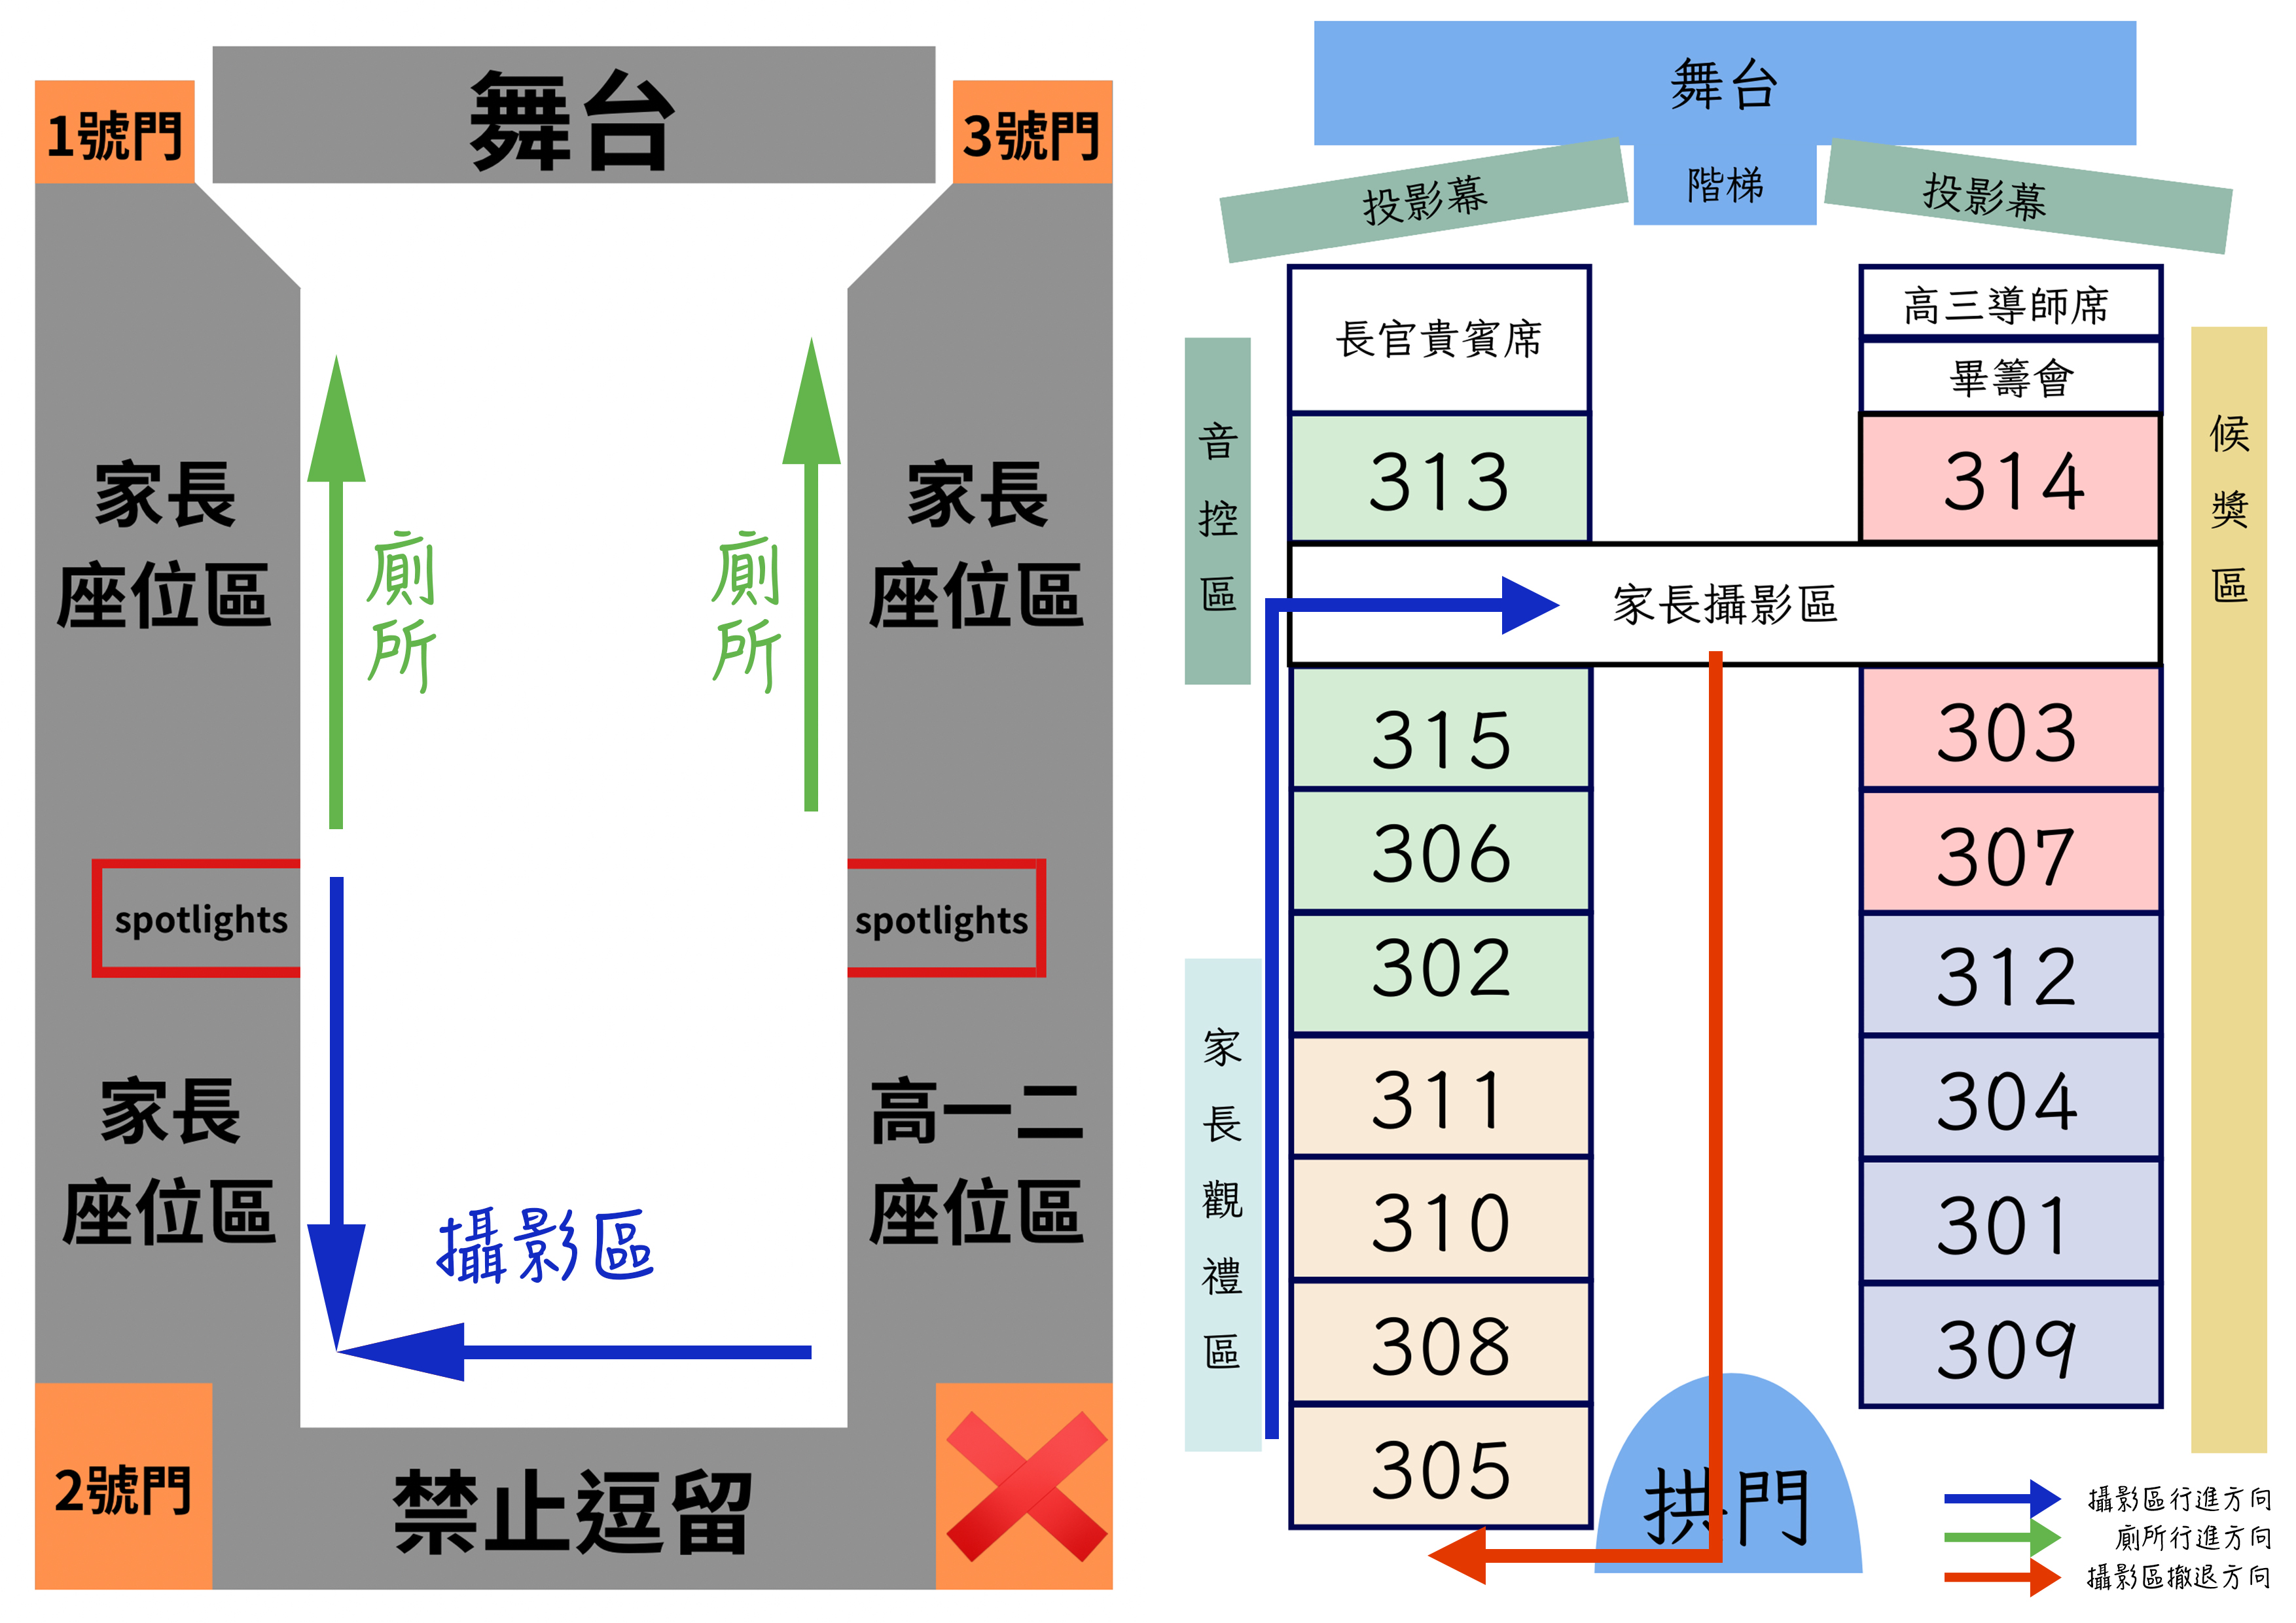 舞台
1號門
3號門
家長
座位區
家長
座位區
廁所
廁所
spotlights
spotlights
家長
座位區
高一二
座位區
攝影區
2號門
禁止逗留
舞台
階梯
投影幕
投影幕
長官貴賓席
高三導師席
畢籌會
音控區
候獎區
313
314
家長攝影區
315
303
306
307
302
312
311
304
310
301
308
309
305
家長觀禮區
拱門
攝影區行進方向
廁所行進方向
攝影區撤退方向